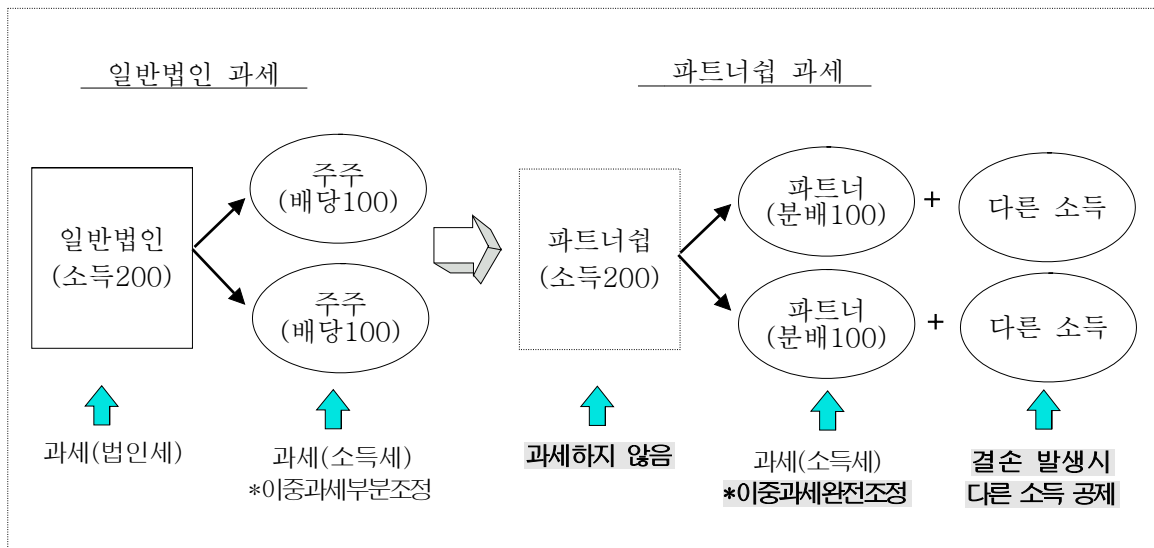 일반법인 과세
파트너쉽 과세
일반법인
(소득200)
주주
(배당100)
주주
(배당100)
파트너쉽
(소득200)
파트너
(분배100)
+
다른 소득
파트너
(분배100)
+
다른 소득
과세(법인세)
과세(소득세)
*이중과세부분조정
과세하지 않음
과세(소득세)
*이중과세완전조정
결손 발생시
다른 소득 공제